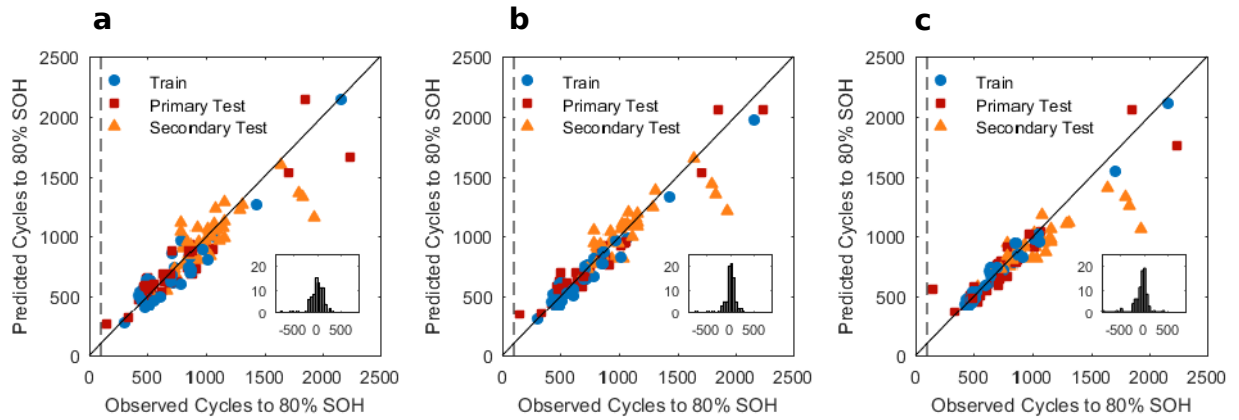 a
Predicted Cycles to 80% SOH
2500
2000
1500
1000
500
0
Train
Primary Test
Secondary Test
20
10
0
-500 0 500
0 500 1000 1500 2000 2500
Observed Cycles to 80% SOH
b
Predicted Cycles to 80% SOH
2500
2000
1500
1000
500
0
Train
Primary Test
Secondary Test
20
10
0
-500 0 500
0 500 1000 1500 2000 2500
Observed Cycles to 80% SOH
c
Predicted Cycles to 80% SOH
2500
2000
1500
1000
500
0
Train
Primary Test
Secondary Test
20
10
0
-500 0 500
0 500 1000 1500 2000 2500
Observed Cycles to 80% SOH